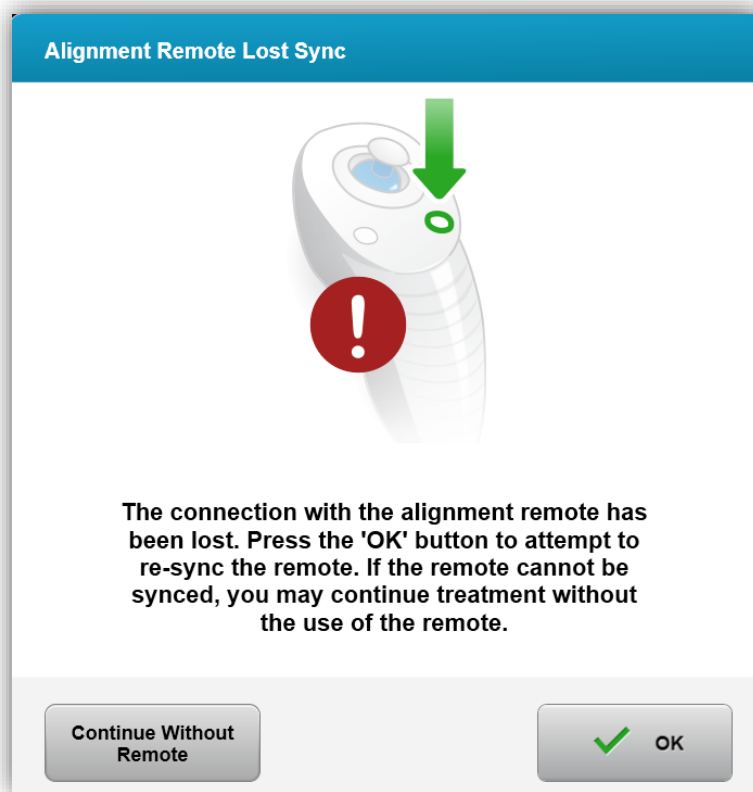 Alignment Remote Lost Sync
The connection with the alignment remote has
been lost. Press the 'OK' button to attempt to
re-sync the remote. If the remote cannot be
synced, you may continue treatment without
the use of the remote.
Continue Without
Remote
OK